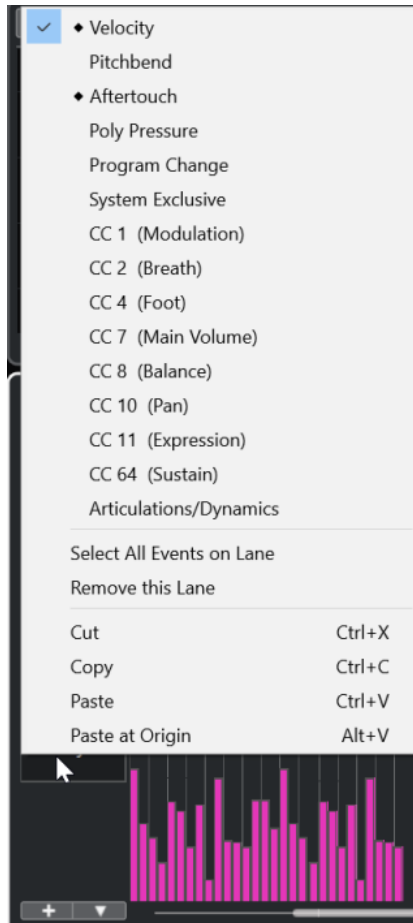 Velocity
Pitchbend
Aftertouch
Poly Pressure
Program Change
System Exclusive
CC 1 (Modulation)
CC 2 (Breath)
CC 4 (Foot)
CC 7 (Main Volume)
CC 8 (Balance)
CC 10 (Pan)
CC 11 (Expression)
CC 64 (Sustain)
Articulations/Dynamics
Select All Events on Lane
Remove this Lane
Cut Ctrl+X
Copy Ctrl+C
Paste Ctrl+V
Paste at Origin Alt+V